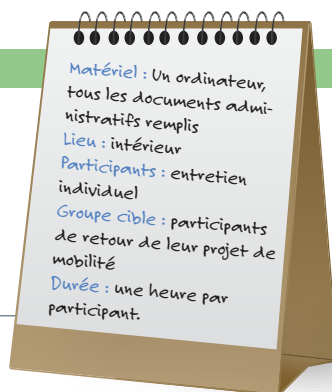 Matériel : Un ordinateur,
tous les documents admi-
nistratifs remplis
Lieu : intérieur
Participants : entretien
individuel
Groupe cible : participants
de retour de leur projet de
mobilité
Durée : une heure par
participant.